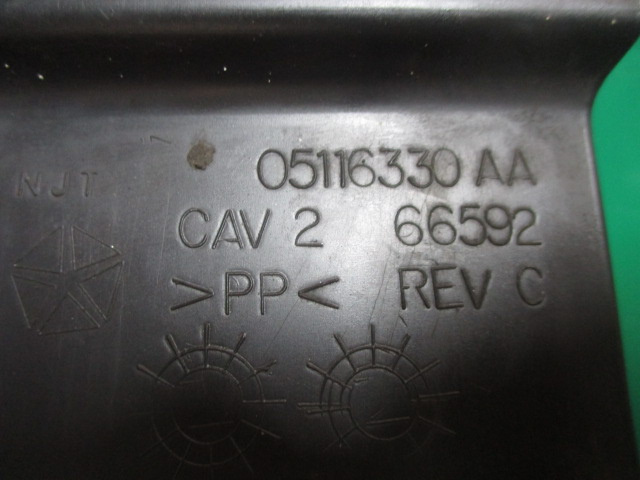 05116330 AA
NJT
CAV 2 66592
>PP< REV C